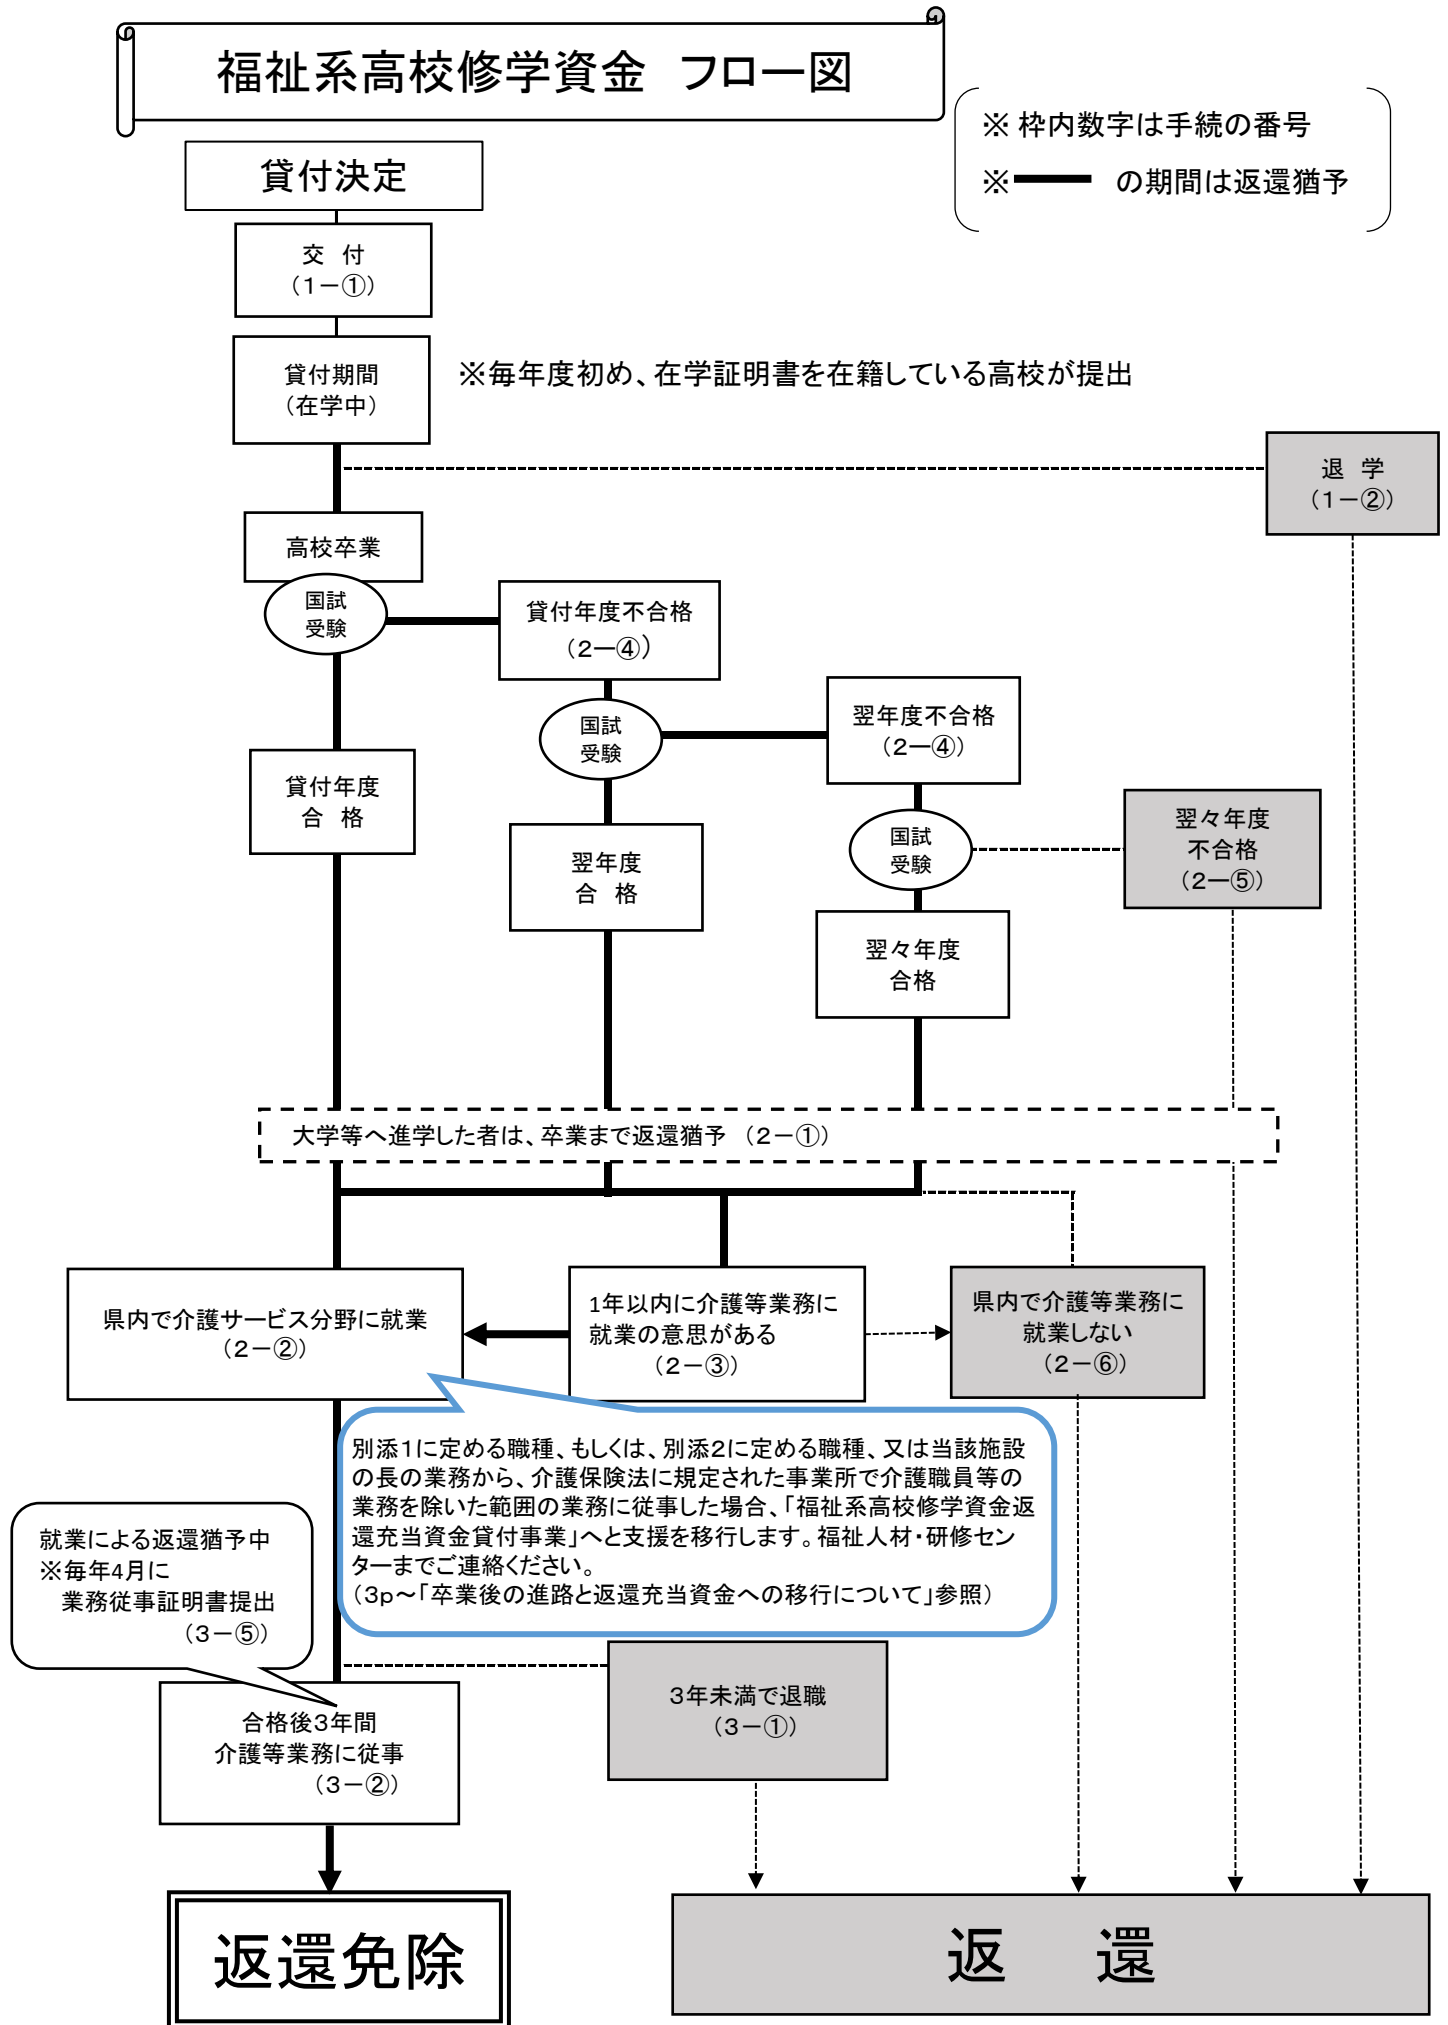 福祉系高校修学資金　フロー図
※ 枠内数字は手続の番号
※ の期間は返還猶予
貸付決定
交　付
（１－①）
貸付期間
（在学中）
※毎年度初め、在学証明書を在籍している高校が提出
退　学
（１－②）
高校卒業
国試
受験
貸付年度不合格
（２－④）
国試
受験
翌年度不合格
（２－④）
貸付年度
合　格
翌年度
合　格
国試
受験
翌々年度
不合格
（２－⑤）
翌々年度
合格
大学等へ進学した者は、卒業まで返還猶予　（２－①）
県内で介護サービス分野に就業
（２－②）
1年以内に介護等業務に
就業の意思がある
（２－③）
県内で介護等業務に
就業しない
（２－⑥）
別添１に定める職種、もしくは、別添２に定める職種、又は当該施設
の長の業務から、介護保険法に規定された事業所で介護職員等の
業務を除いた範囲の業務に従事した場合、「福祉系高校修学資金返
還充当資金貸付事業」へと支援を移行します。福祉人材・研修セン
ターまでご連絡ください。
（３ｐ～「卒業後の進路と返還充当資金への移行について」参照）
就業による返還猶予中
※毎年4月に
業務従事証明書提出
（３－⑤）
３年未満で退職
（３－①）
合格後３年間
介護等業務に従事
（３－②）
返還免除
返　還